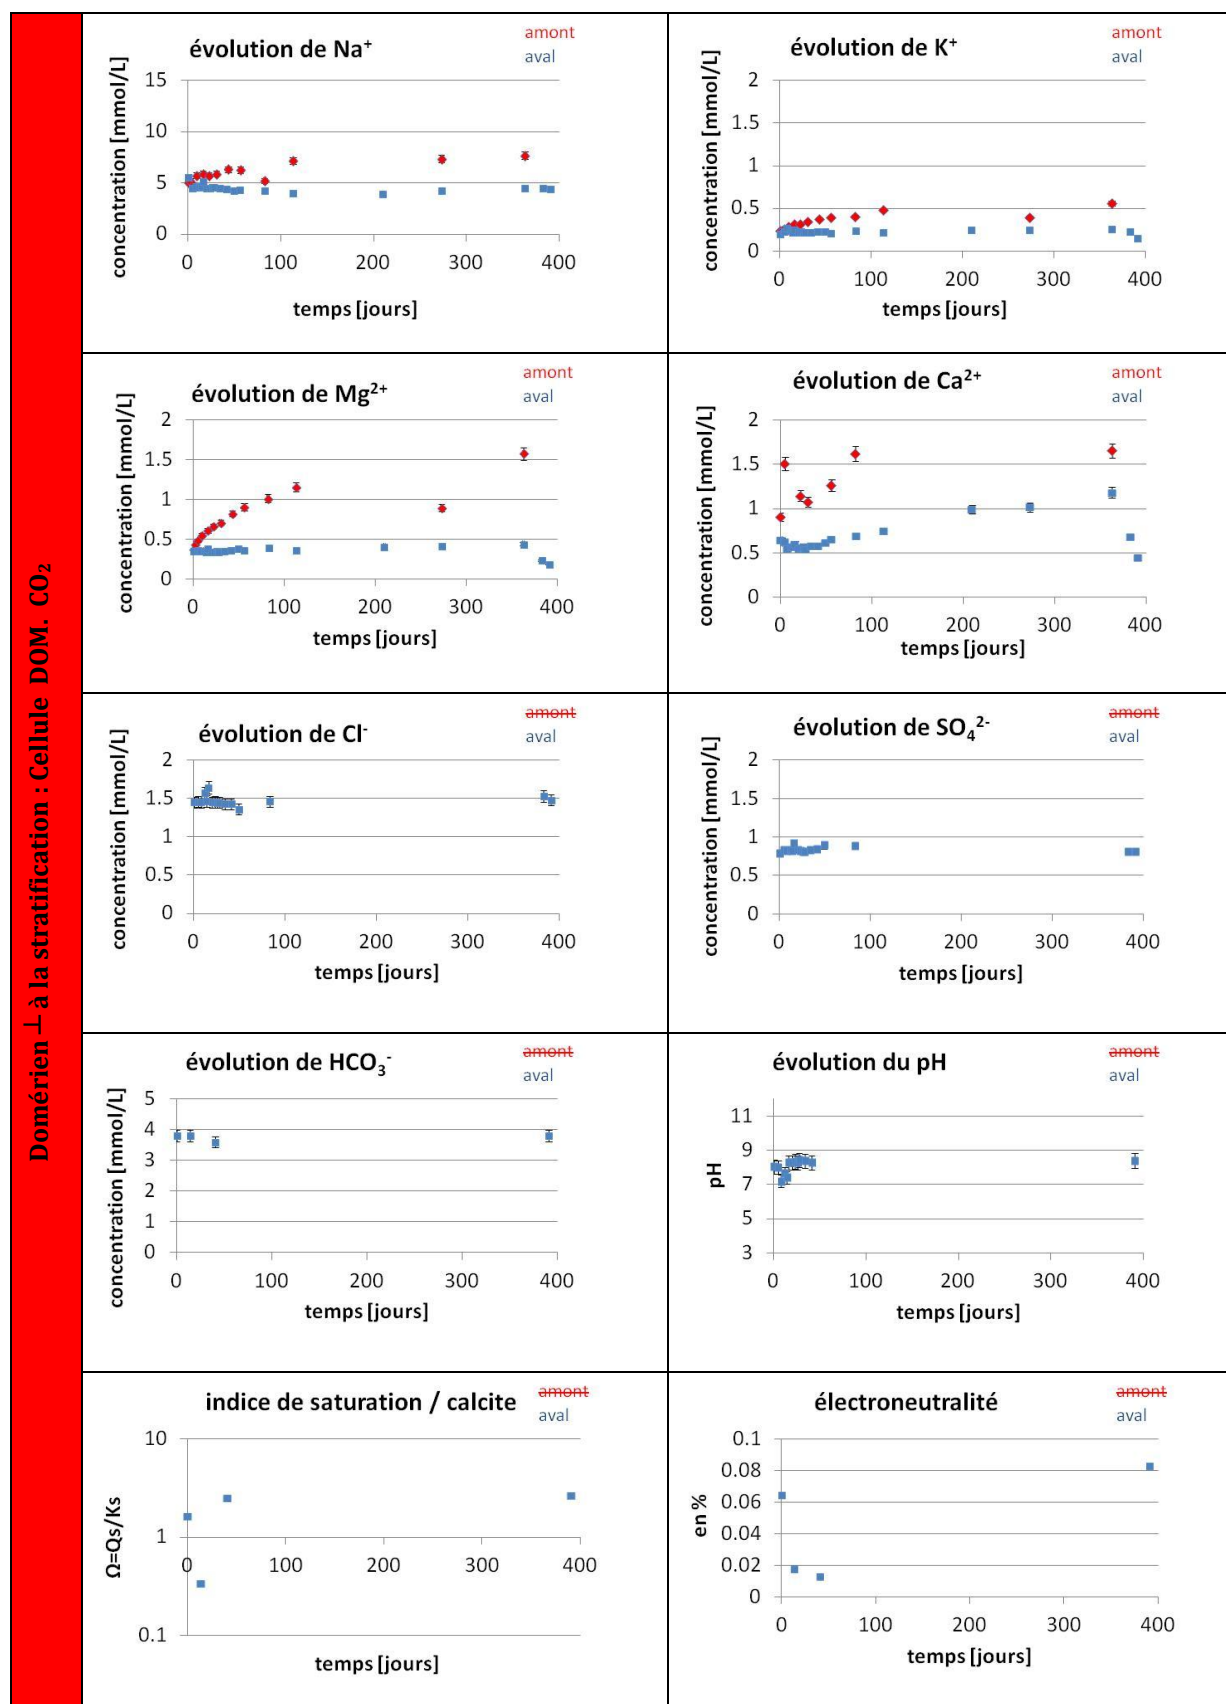 Domérien ┴ à la stratification : Cellule DOM. CO₂
évolution de Na⁺
amont
aval
concentration [mmol/L]
15
10
5
0
0 100 200 300 400
temps [jours]
évolution de K⁺
amont
aval
concentration [mmol/L]
2
1.5
1
0.5
0
0 100 200 300 400
temps [jours]
évolution de Mg²⁺
amont
aval
concentration [mmol/L]
2
1.5
1
0.5
0
0 100 200 300 400
temps [jours]
évolution de Ca²⁺
amont
aval
concentration [mmol/L]
2
1.5
1
0.5
0
0 100 200 300 400
temps [jours]
évolution de Cl⁻
amont
aval
concentration [mmol/L]
2
1.5
1
0.5
0
0 100 200 300 400
temps [jours]
évolution de SO₄²⁻
amont
aval
concentration [mmol/L]
2
1.5
1
0.5
0
0 100 200 300 400
temps [jours]
évolution de HCO₃⁻
amont
aval
concentration [mmol/L]
5
4
3
2
1
0
0 100 200 300 400
temps [jours]
évolution du pH
amont
aval
pH
11
9
7
5
3
0 100 200 300 400
temps [jours]
indice de saturation / calcite
amont
aval
Ω=Qs/Ks
10
1
0 100 200 300 400
0.1
temps [jours]
électroneutralité
amont
aval
en %
0.1
0.08
0.06
0.04
0.02
0
0 100 200 300 400
temps [jours]